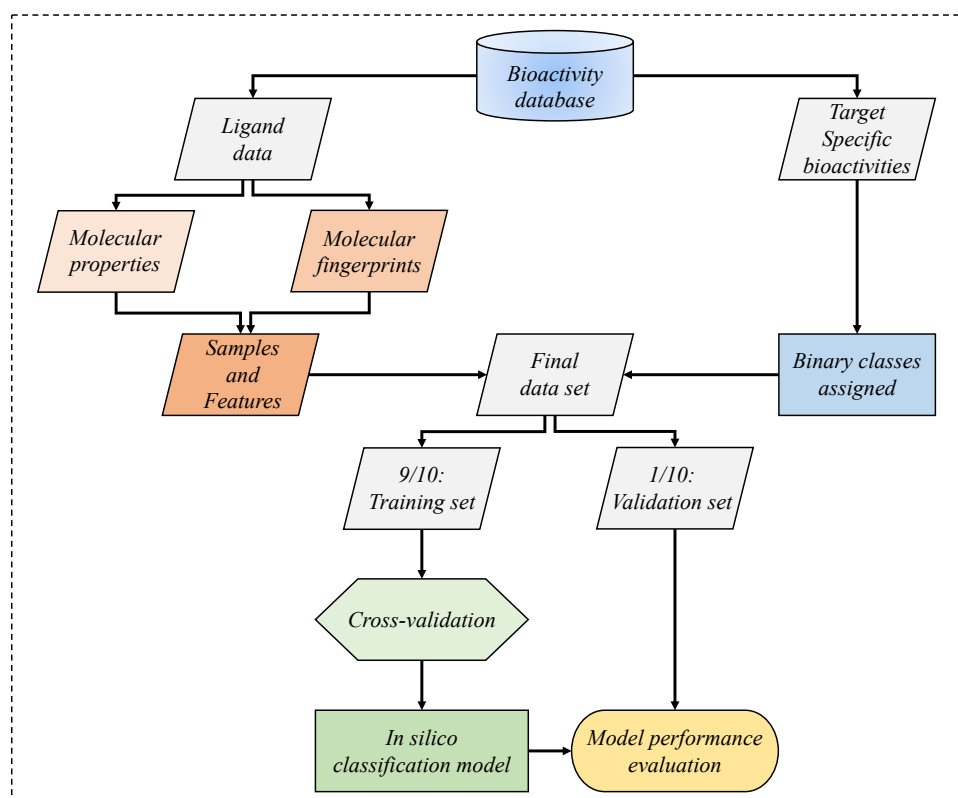 Bioactivity
database
Ligand
data
Target
Specific
bioactivities
Molecular
properties
Molecular
fingerprints
Samples
and
Features
Final
data set
Binary classes
assigned
9/10:
Training set
1/10:
Validation set
Cross-validation
In silico
classification model
Model performance
evaluation